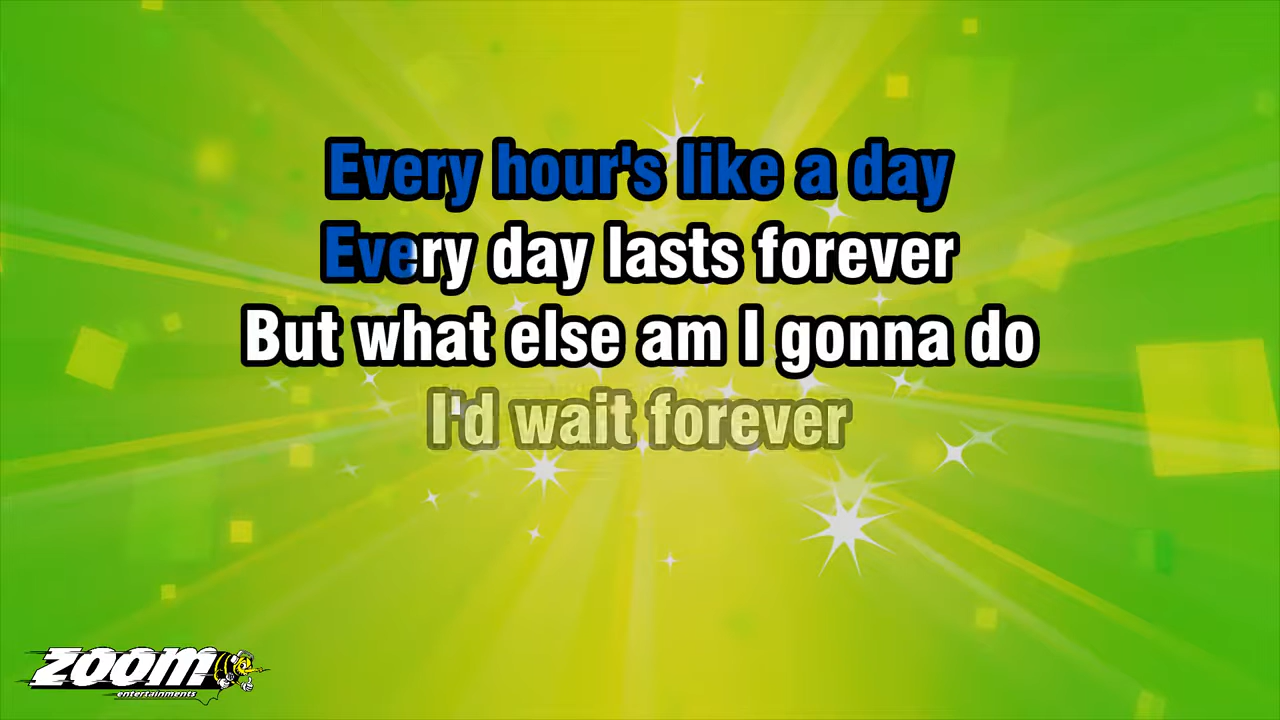 Every hour's like a day
Every day lasts forever
But what else am I gonna do
I'd wait forever
zoom
entertainments